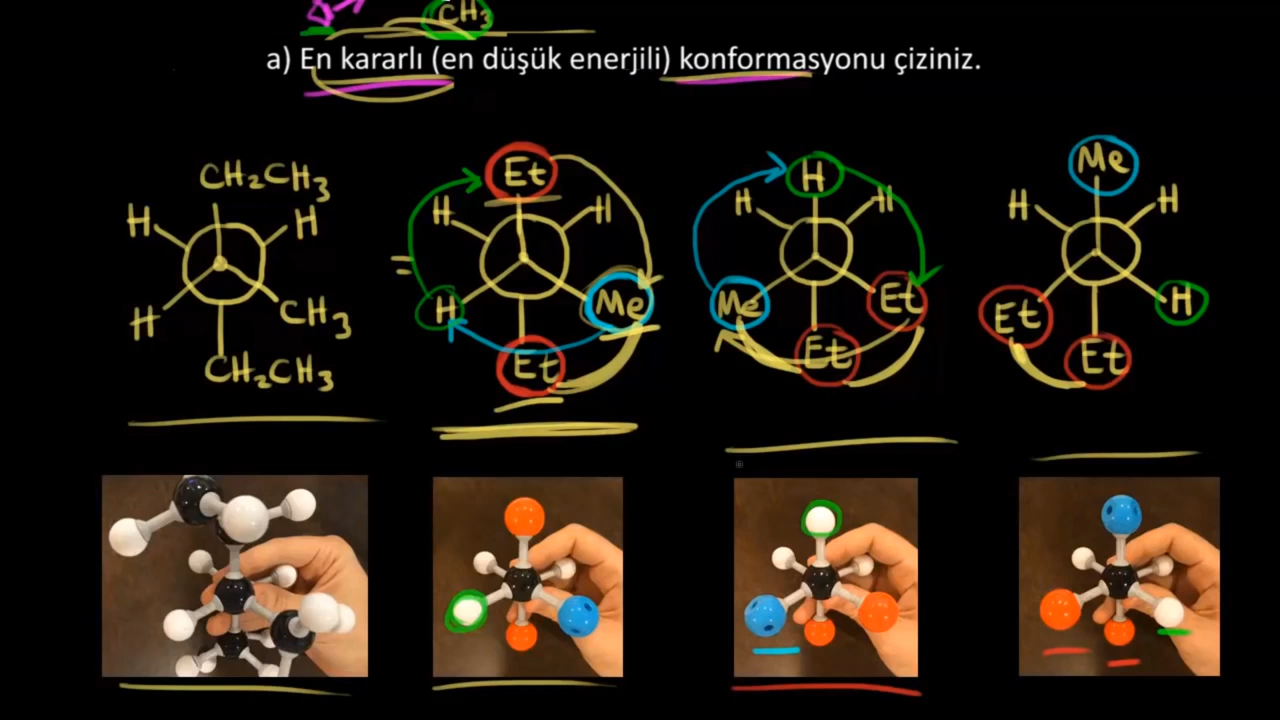 CH₃
a) En kararlı (en düşük enerjili) konformasyonu çiziniz.
CH₂CH₃
H H
H CH₃
CH₂CH₃
=
Et
H H
H Me
Et
H
H H
Me Et
Et
Me
H H
Et H
Et